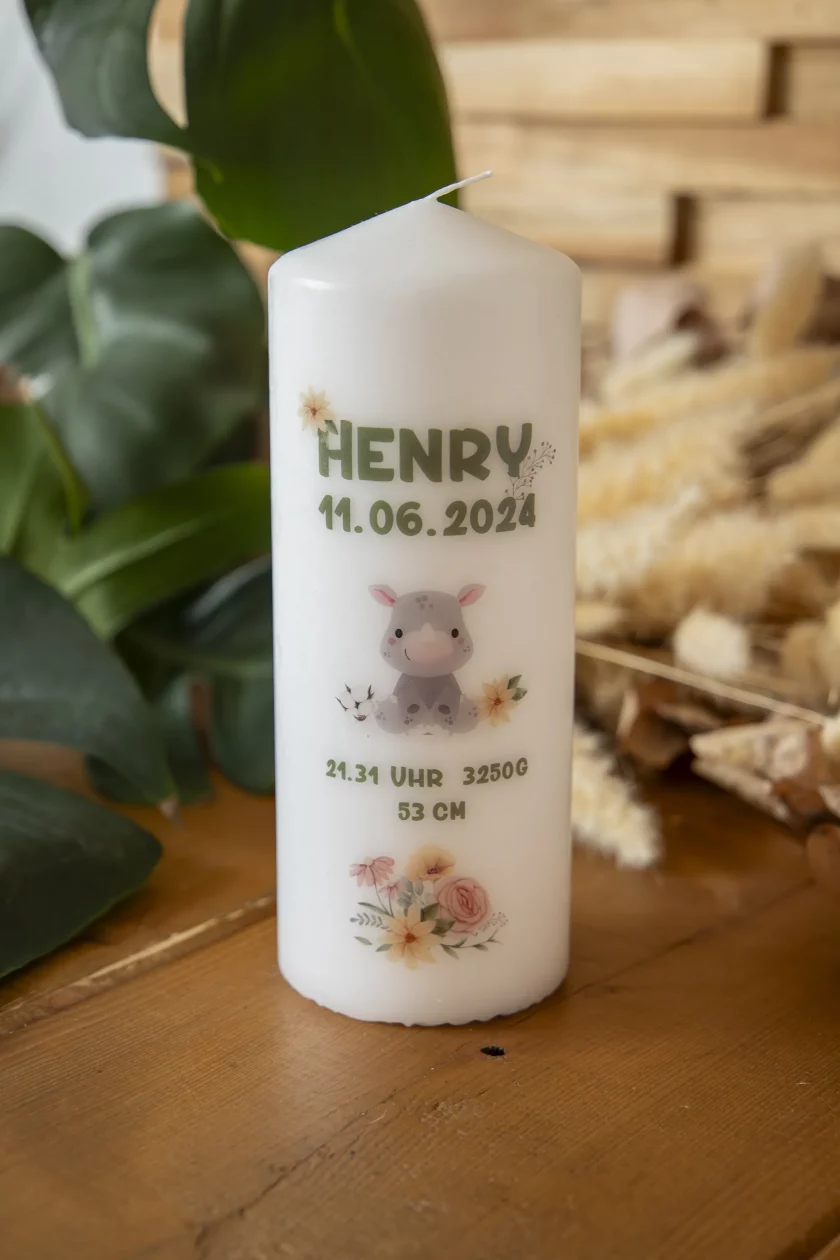 HENRY
11.06.2024
21.31 UHR 3250G
53 CM